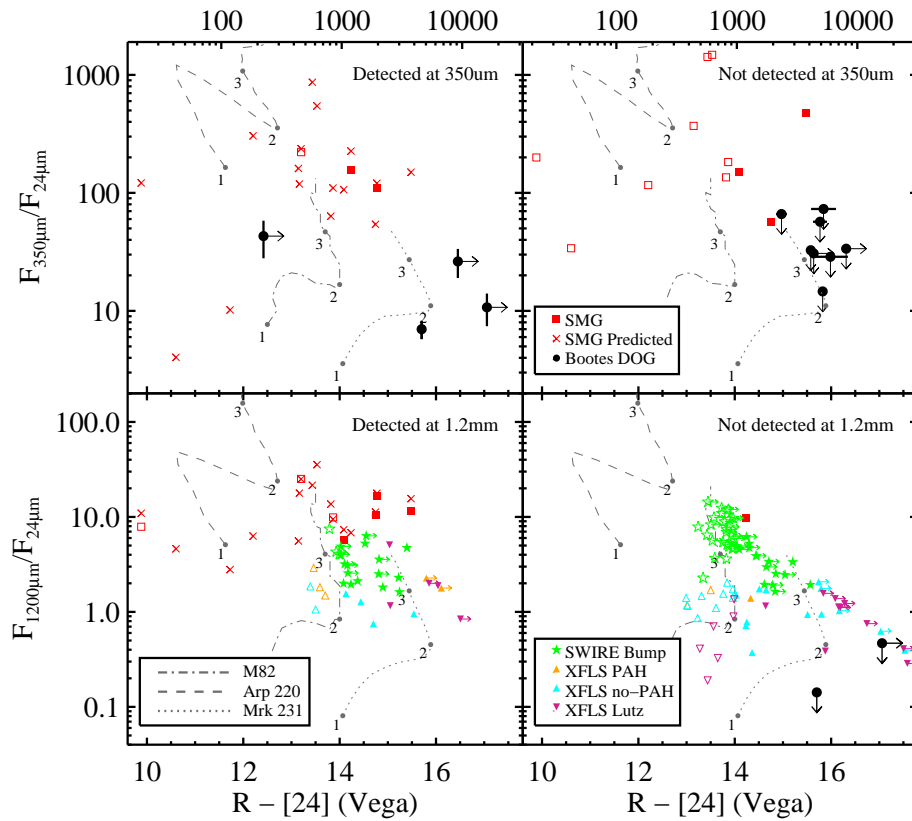 100 1000 10000 100 1000 10000
Detected at 350um
Not detected at 350um
1000
100
10
F350μm/F24μm
3
2
1
3
2
1
3
2
1
3
2
1
3
2
1
3
2
1
SMG
SMG Predicted
Bootes DOG
Detected at 1.2mm
Not detected at 1.2mm
100.0
10.0
1.0
0.1
F1200μm/F24μm
3
2
1
3
2
3
2
1
3
2
1
3
2
3
2
1
M82
Arp 220
Mrk 231
SWIRE Bump
XFLS PAH
XFLS no−PAH
XFLS Lutz
10 12 14 16 10 12 14 16
R − [24] (Vega) R − [24] (Vega)